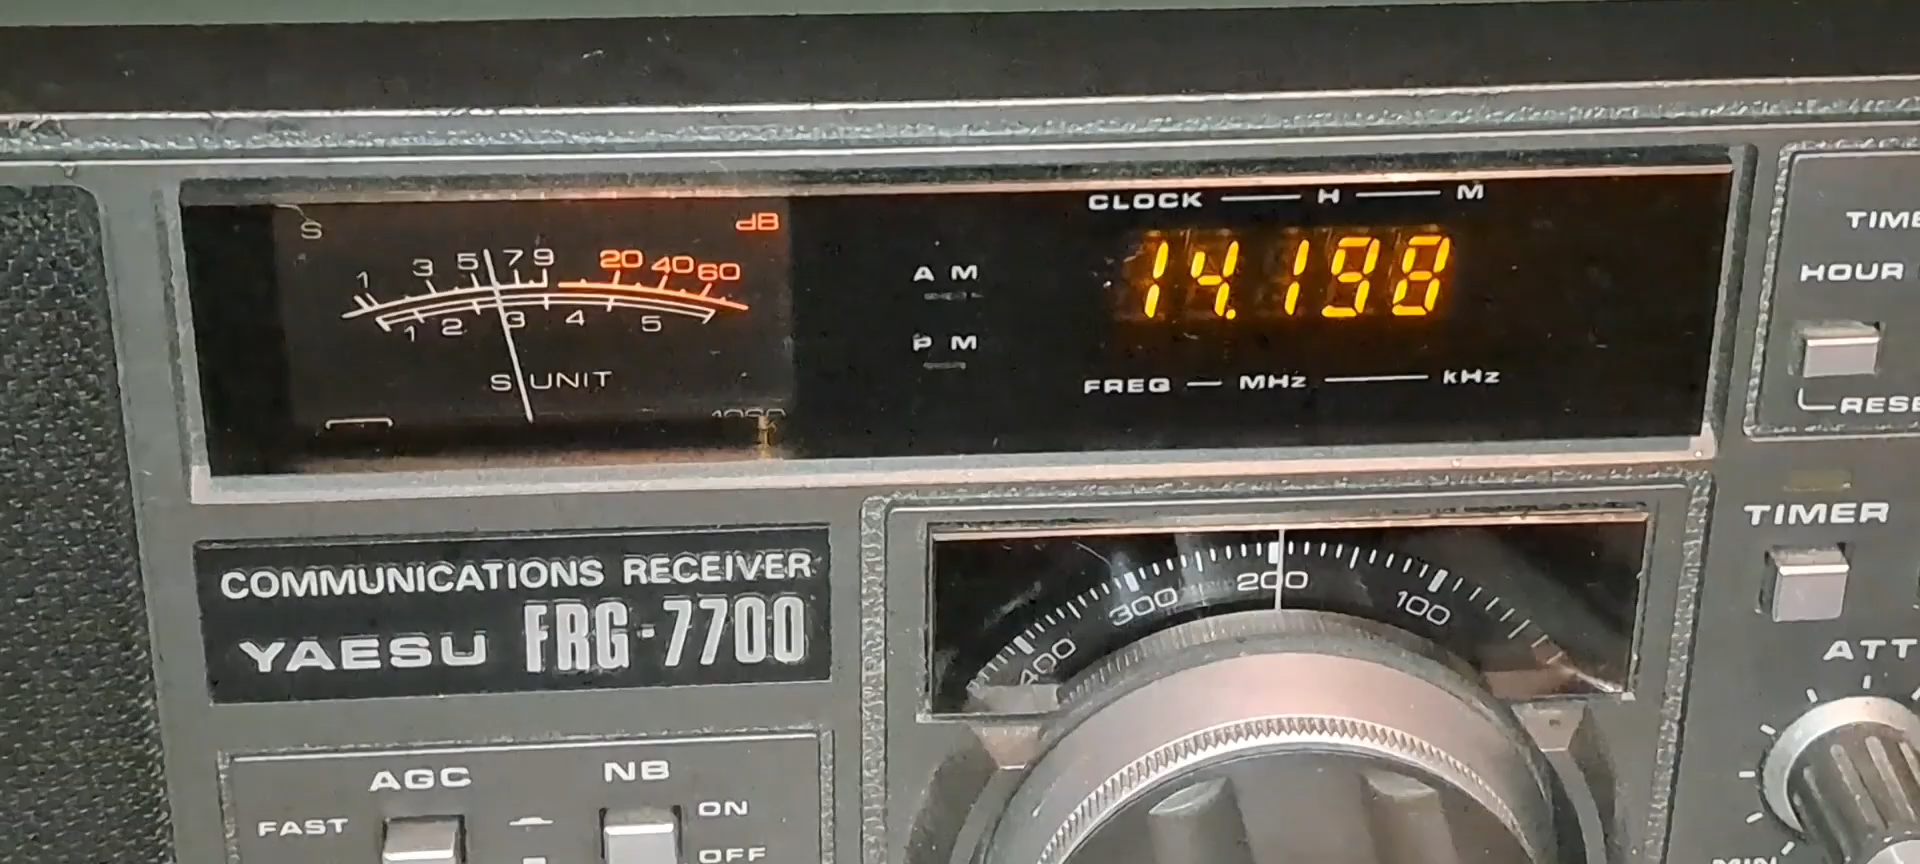 CLOCK — H — M
S
dB
1 3 5 7 9 20 40 60
1 2 3 4 5
S UNIT
A M
P M
14.198
FREQ — MHz — kHz
TIME
HOUR
RESE
COMMUNICATIONS RECEIVER
YAESU FRG-7700
400 300 200 100
TIMER
ATT
AGC
NB
FAST
ON
OFF
MIN